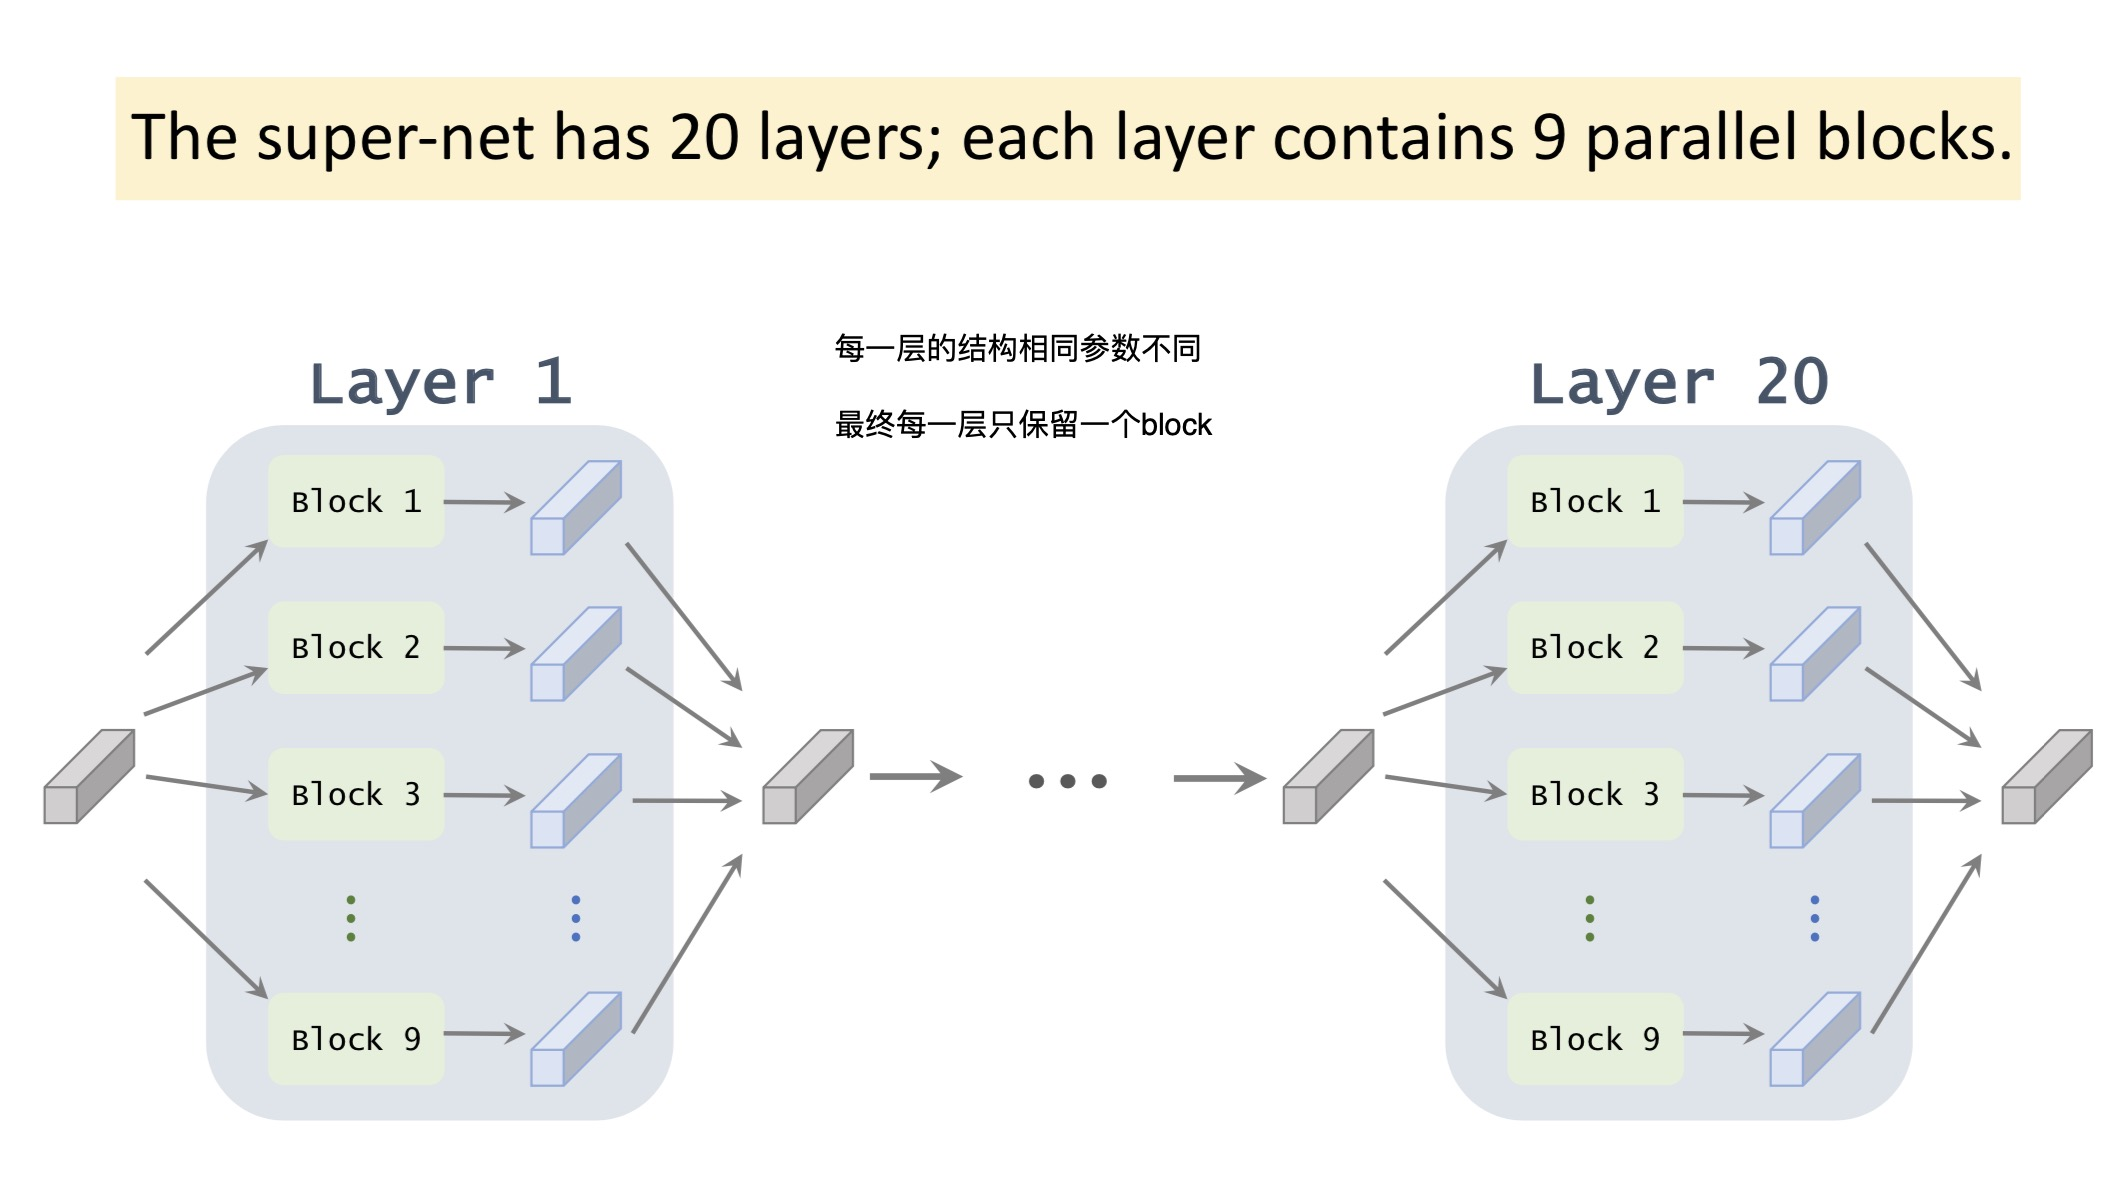 The super-net has 20 layers; each layer contains 9 parallel blocks.
每一层的结构相同参数不同
最终每一层只保留一个block
Layer 1
Block 1
Block 2
Block 3
Block 9
Layer 20
Block 1
Block 2
Block 3
Block 9